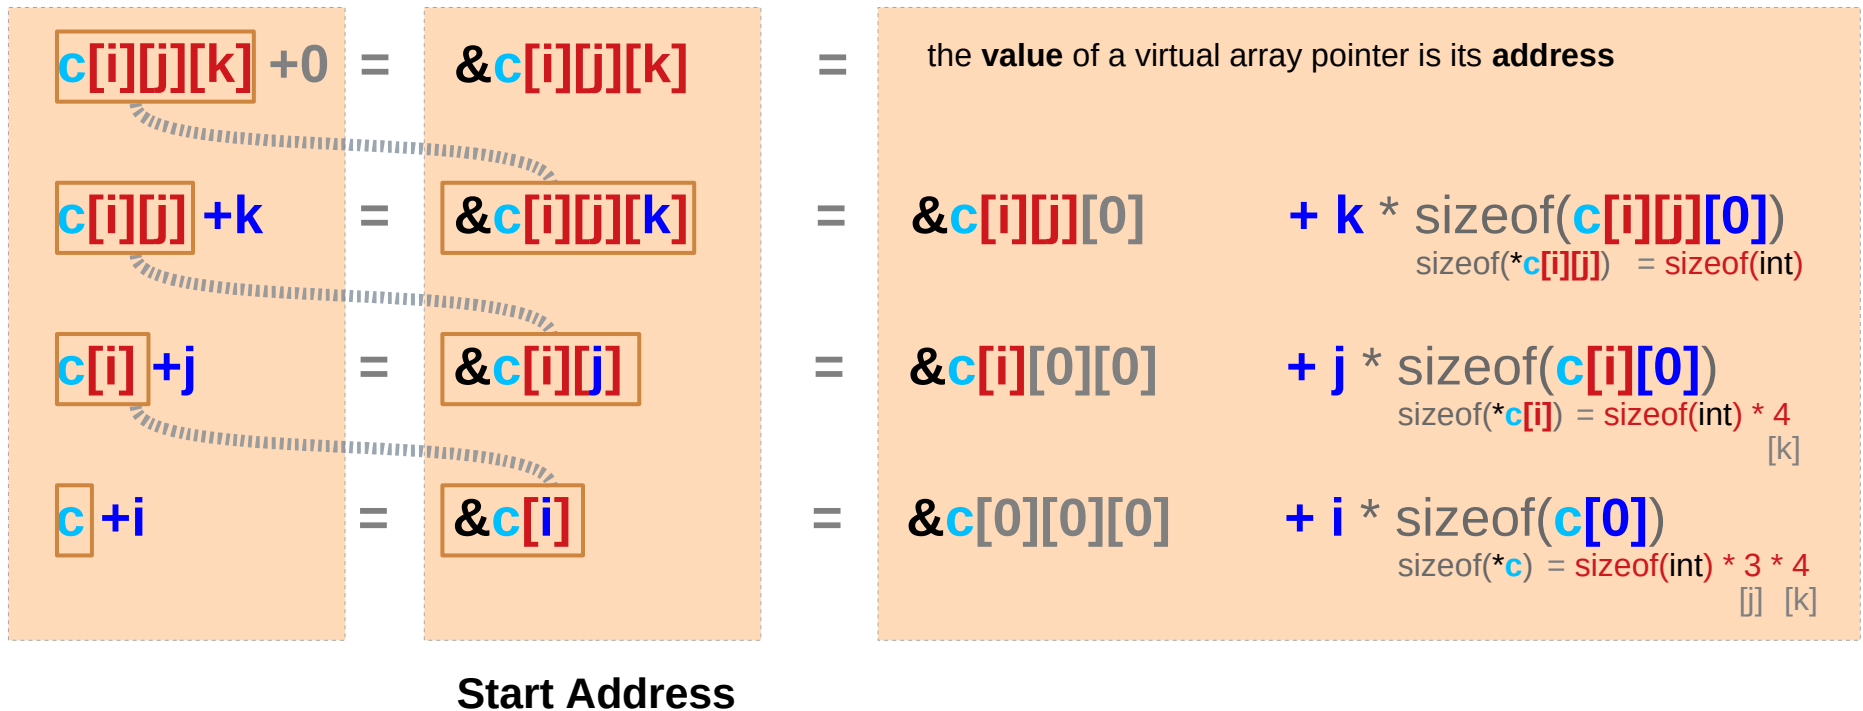 c[i][j][k] +0 = &c[i][j][k] = the value of a virtual array pointer is its address
c[i][j] +k = &c[i][j][k] = &c[i][j][0] + k * sizeof(c[i][j][0])
sizeof(*c[i][j]) = sizeof(int)
c[i] +j = &c[i][j] = &c[i][0][0] + j * sizeof(c[i][0])
sizeof(*c[i]) = sizeof(int) * 4
[k]
c +i = &c[i] = &c[0][0][0] + i * sizeof(c[0])
sizeof(*c) = sizeof(int) * 3 * 4
[j] [k]
Start Address